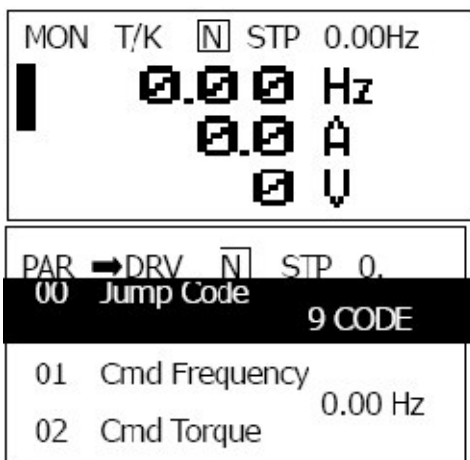 MON T/K N STP 0.00Hz
0.00 Hz
0.0 A
0 V
PAR ➡DRV N STP 0.
00 Jump Code
9 CODE
01 Cmd Frequency
0.00 Hz
02 Cmd Torque